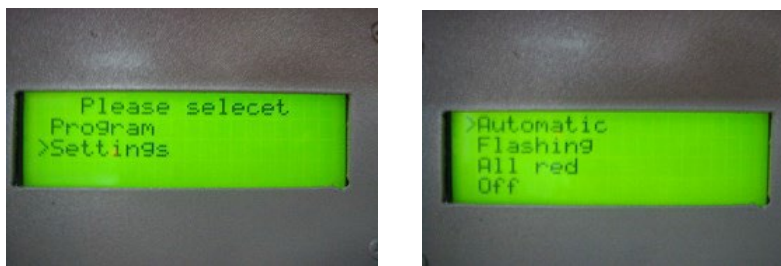 Please selecet
Program
>Settings
>Automatic
Flashing
All red
Off